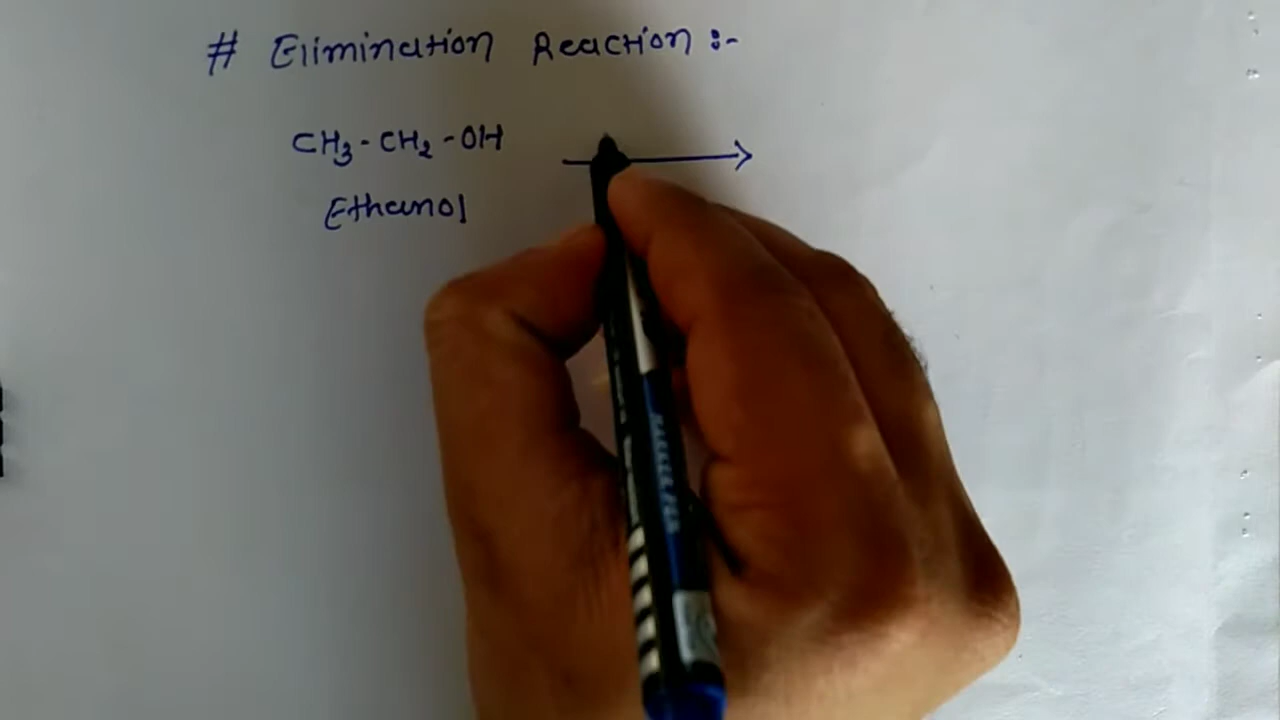 # Elimination Reaction :-
CH₃-CH₂-OH
Ethanol